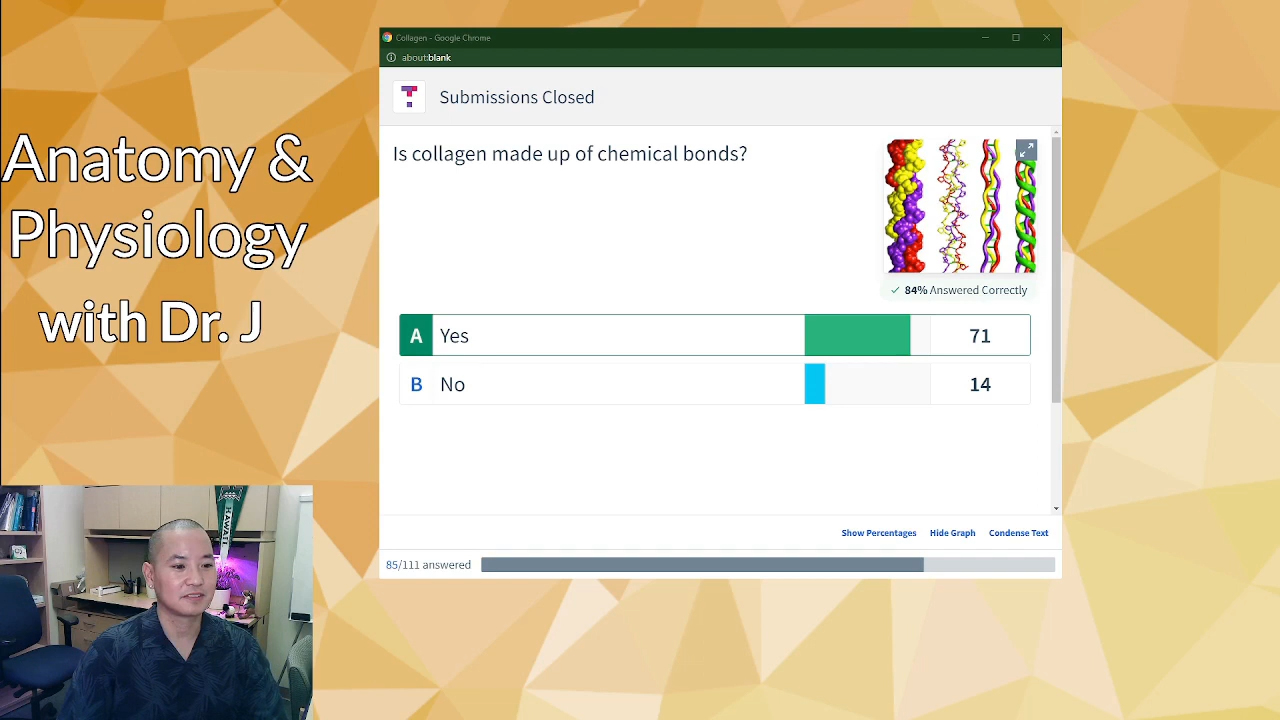 Anatomy &
Physiology
with Dr. J
Collagen - Google Chrome
about:blank
Submissions Closed
Is collagen made up of chemical bonds?
84% Answered Correctly
A Yes 71
B No 14
Show Percentages Hide Graph Condense Text
85/111 answered
HAWAII